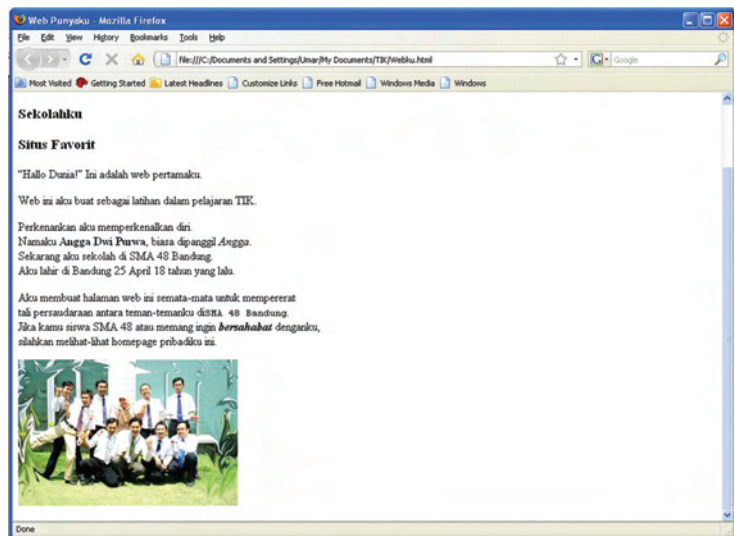 Web Punyaku - Mozilla Firefox
File Edit View History Bookmarks Tools Help
file:///C:/Documents and Settings/Umar/My Documents/TIK/Webku.html
Google
Most Visited Getting Started Latest Headlines Customize Links Free Hotmail Windows Media Windows
Sekolahku
Situs Favorit
"Hallo Dunia!" Ini adalah web pertamaku.
Web ini aku buat sebagai latihan dalam pelajaran TIK.
Perkenankan aku memperkenalkan diri.
Namaku Angga Dwi Purwa, biasa dipanggil Angga.
Sekarang aku sekolah di SMA 48 Bandung.
Aku lahir di Bandung 25 April 18 tahun yang lalu.
Aku membuat halaman web ini semata-mata untuk mempererat
tali persaudaraan antara teman-temanku diSMA 48 Bandung.
Jika kamu siswa SMA 48 atau memang ingin bersahabat denganku,
silahkan melihat-lihat homepage pribadiku ini.
Done